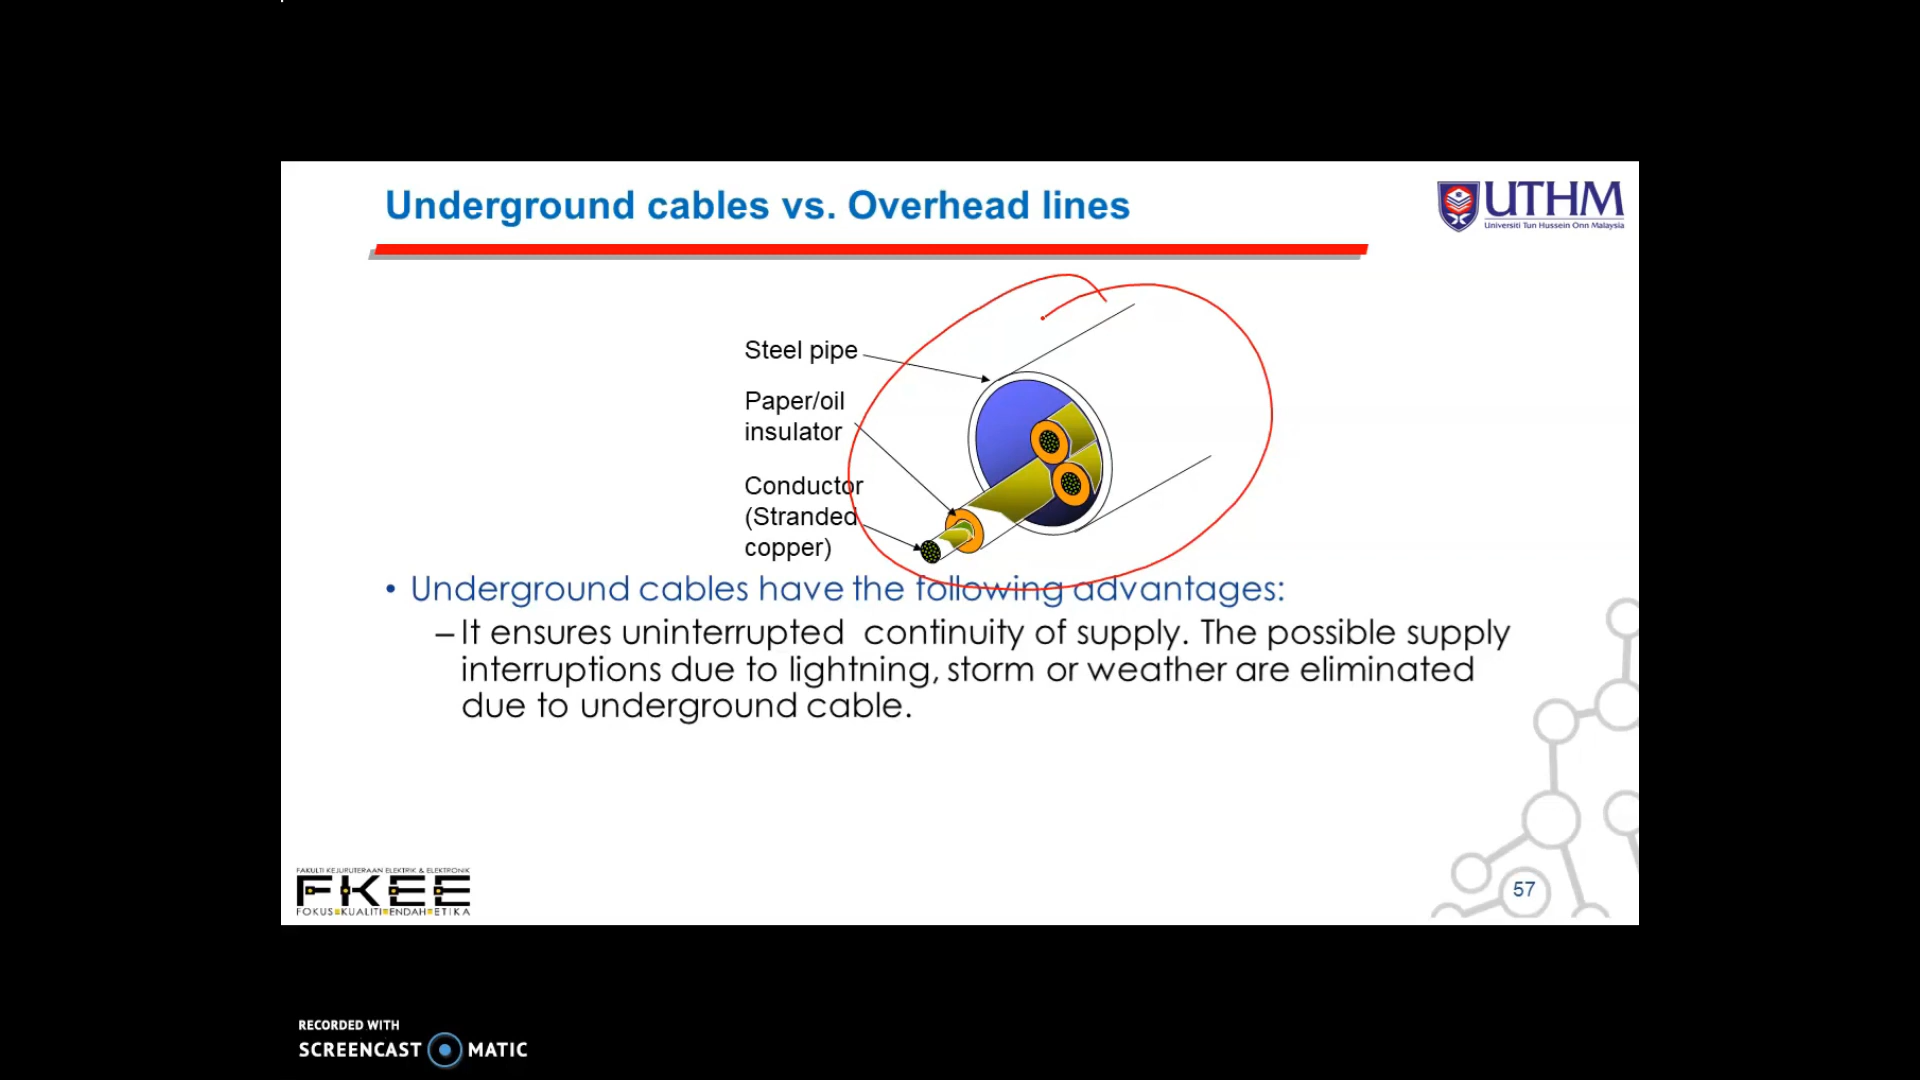 Underground cables vs. Overhead lines
UTHM
Universiti Tun Hussein Onn Malaysia
Steel pipe
Paper/oil
insulator
Conductor
(Stranded
copper)
• Underground cables have the following advantages:
– It ensures uninterrupted continuity of supply. The possible supply
interruptions due to lightning, storm or weather are eliminated
due to underground cable.
FAKULTI KEJURUTERAAN ELEKTRIK & ELEKTRONIK
FKEE
FOKUS KUALITI ENDAH ETIKA
57
RECORDED WITH
SCREENCAST MATIC